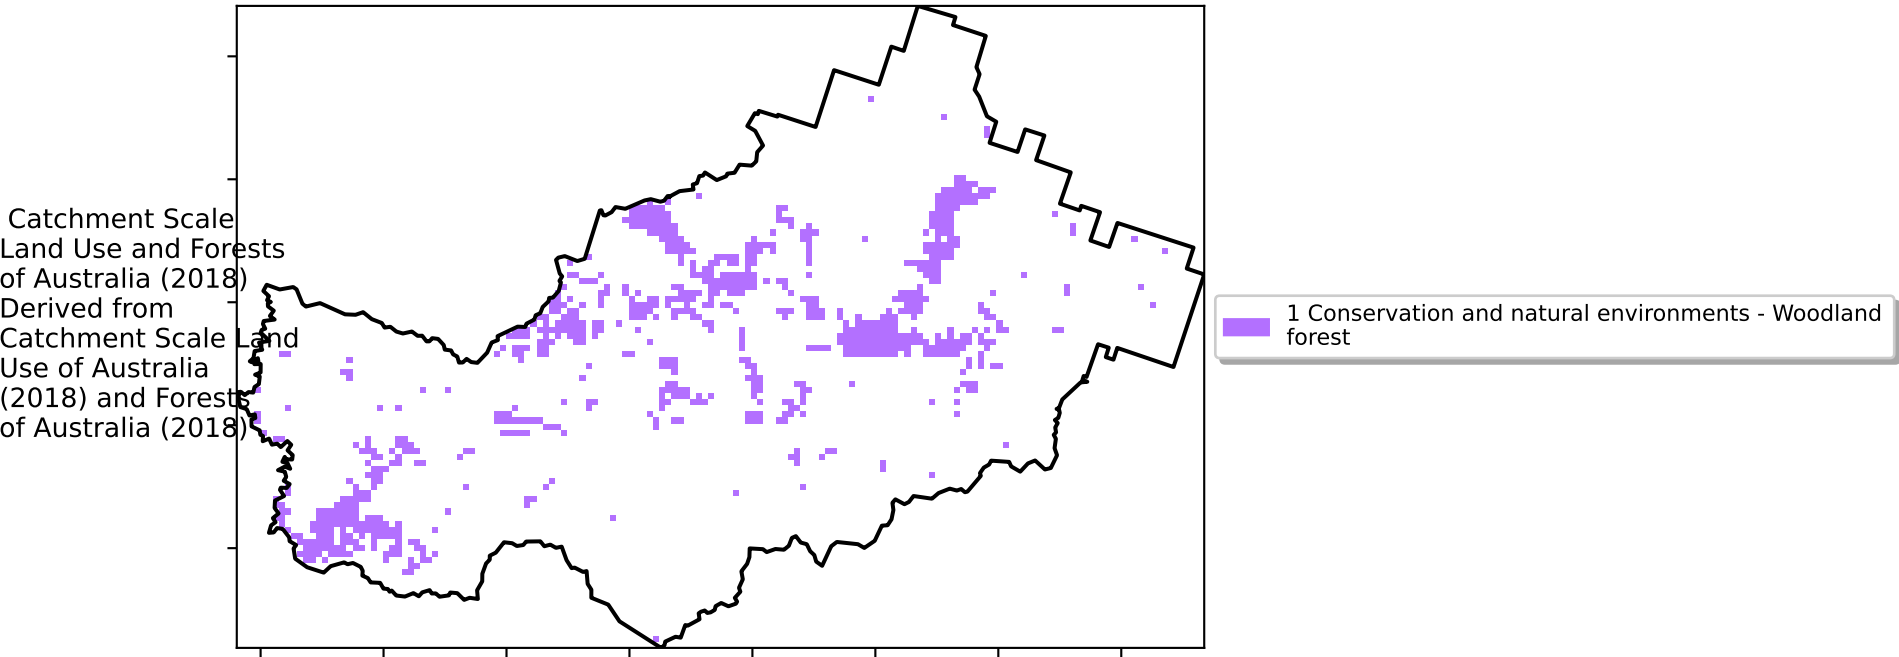 Catchment Scale
Land Use and Forests
of Australia (2018)
Derived from
Catchment Scale Land
Use of Australia
(2018) and Forests
of Australia (2018)
1 Conservation and natural environments - Woodland
forest